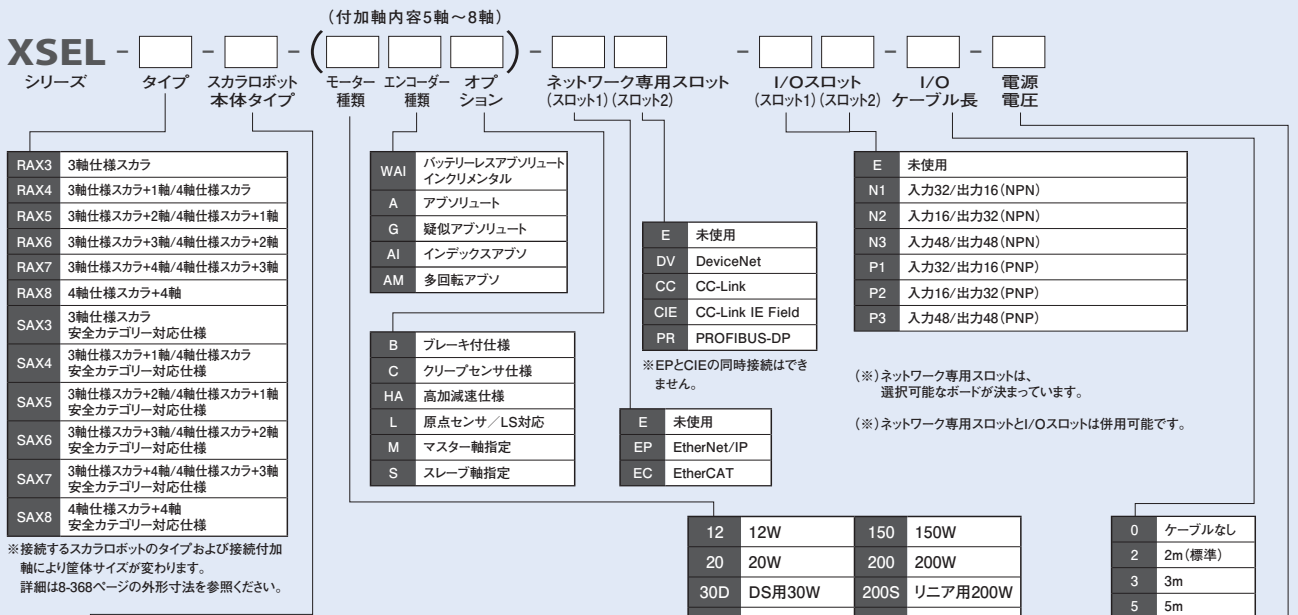 (付加軸内容5軸～8軸)
XSEL - - - ( ) - - - -
シリーズ
タイプ
スカラロボット
本体タイプ
モーター
種類
エンコーダー
種類
オプ
ション
ネットワーク専用スロット
(スロット1)(スロット2)
I/Oスロット
(スロット1)(スロット2)
I/O
ケーブル長
電源
電圧
RAX3 3軸仕様スカラ
RAX4 3軸仕様スカラ+1軸/4軸仕様スカラ
RAX5 3軸仕様スカラ+2軸/4軸仕様スカラ+1軸
RAX6 3軸仕様スカラ+3軸/4軸仕様スカラ+2軸
RAX7 3軸仕様スカラ+4軸/4軸仕様スカラ+3軸
RAX8 4軸仕様スカラ+4軸
SAX3 3軸仕様スカラ
安全カテゴリー対応仕様
SAX4 3軸仕様スカラ+1軸/4軸仕様スカラ
安全カテゴリー対応仕様
SAX5 3軸仕様スカラ+2軸/4軸仕様スカラ+1軸
安全カテゴリー対応仕様
SAX6 3軸仕様スカラ+3軸/4軸仕様スカラ+2軸
安全カテゴリー対応仕様
SAX7 3軸仕様スカラ+4軸/4軸仕様スカラ+3軸
安全カテゴリー対応仕様
SAX8 4軸仕様スカラ+4軸
安全カテゴリー対応仕様
※接続するスカラロボットのタイプおよび接続付加
軸により筐体サイズが変わります。
詳細は8-368ページの外形寸法を参照ください。
WAI バッテリーレスアブソリュート
インクリメンタル
A アブソリュート
G 疑似アブソリュート
AI インデックスアブソ
AM 多回転アブソ
B ブレーキ付仕様
C クリープセンサ仕様
HA 高加減速仕様
L 原点センサ／LS対応
M マスター軸指定
S スレーブ軸指定
E 未使用
DV DeviceNet
CC CC-Link
CIE CC-Link IE Field
PR PROFIBUS-DP
※EPとCIEの同時接続はでき
ません。
E 未使用
EP EtherNet/IP
EC EtherCAT
E 未使用
N1 入力32/出力16(NPN)
N2 入力16/出力32(NPN)
N3 入力48/出力48(NPN)
P1 入力32/出力16(PNP)
P2 入力16/出力32(PNP)
P3 入力48/出力48(PNP)
(※)ネットワーク専用スロットは、
選択可能なボードが決まっています。
(※)ネットワーク専用スロットとI/Oスロットは併用可能です。
12 12W 150 150W
20 20W 200 200W
30D DS用30W 200S リニア用200W
0 ケーブルなし
2 2m(標準)
3 3m
5 5m